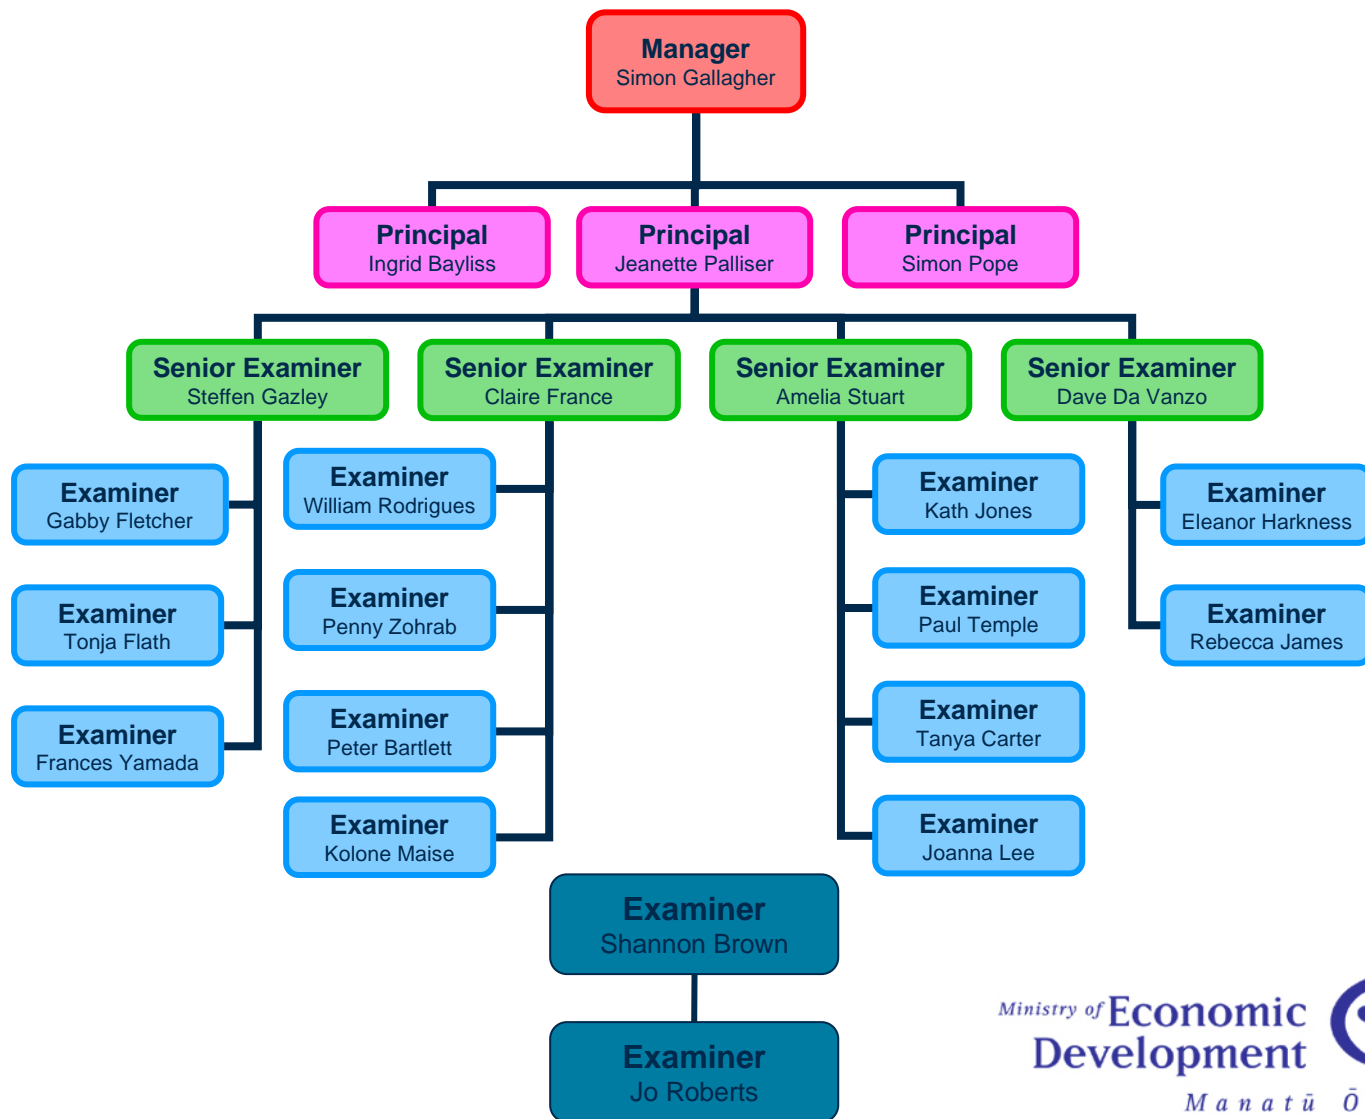 Manager
Simon Gallagher
Principal
Ingrid Bayliss
Principal
Jeanette Palliser
Principal
Simon Pope
Senior Examiner
Steffen Gazley
Senior Examiner
Claire France
Senior Examiner
Amelia Stuart
Senior Examiner
Dave Da Vanzo
Examiner
Gabby Fletcher
Examiner
Tonja Flath
Examiner
Frances Yamada
Examiner
William Rodrigues
Examiner
Penny Zohrab
Examiner
Peter Bartlett
Examiner
Kolone Maise
Examiner
Kath Jones
Examiner
Paul Temple
Examiner
Tanya Carter
Examiner
Joanna Lee
Examiner
Eleanor Harkness
Examiner
Rebecca James
Examiner
Shannon Brown
Examiner
Jo Roberts
Ministry of Economic
Development
Manatū